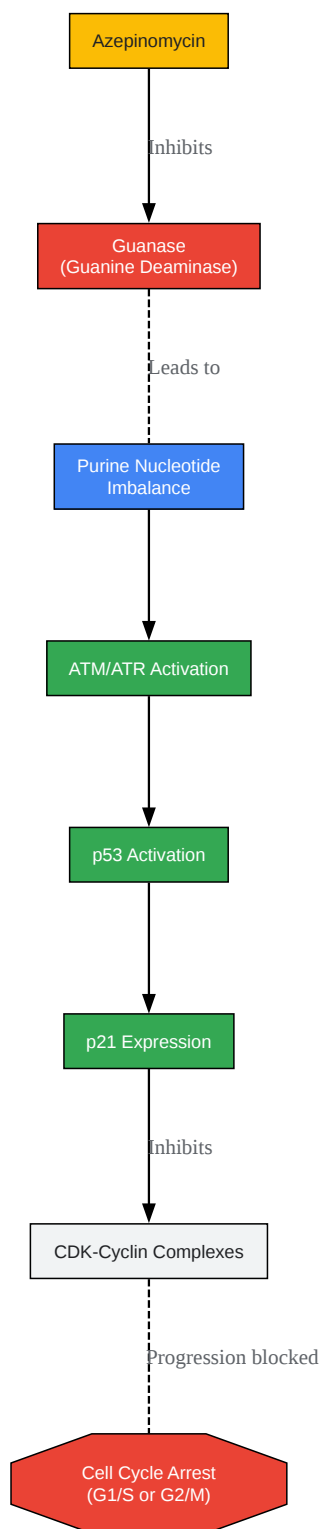 Azepinomycin
Inhibits
Guanase
(Guanine Deaminase)
Leads to
Purine Nucleotide
Imbalance
ATM/ATR Activation
p53 Activation
p21 Expression
Inhibits
CDK-Cyclin Complexes
Progression blocked
Cell Cycle Arrest
(G1/S or G2/M)